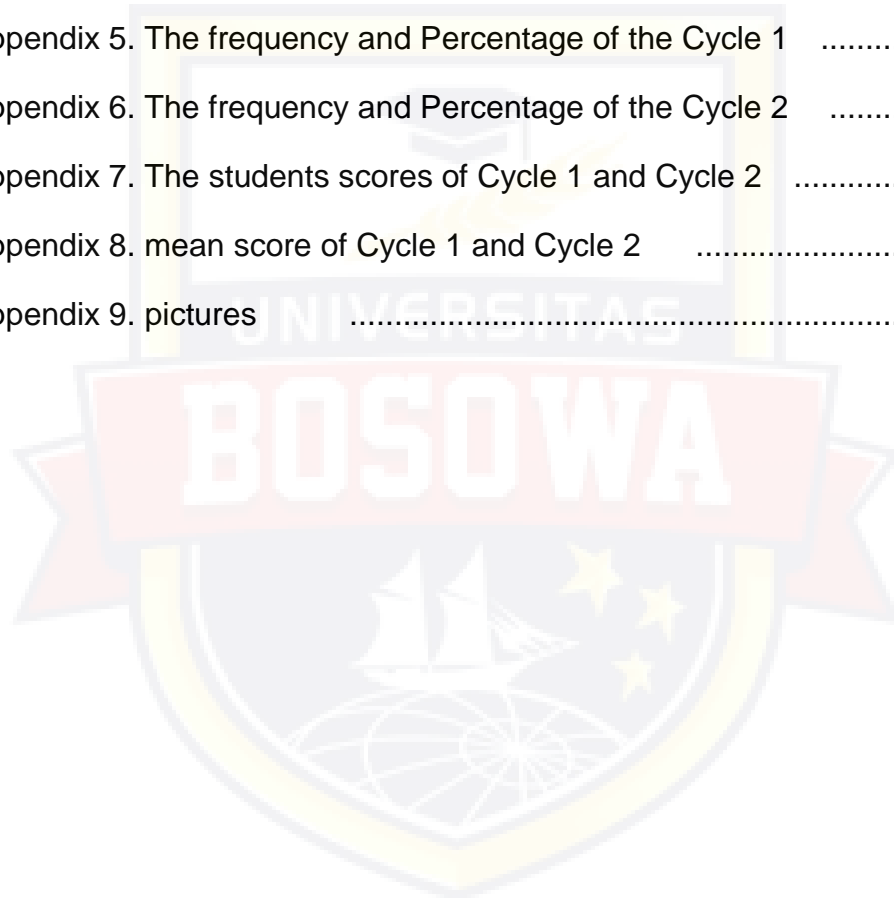 ppendix 5. The frequency and Percentage of the Cycle 1 ........
ppendix 6. The frequency and Percentage of the Cycle 2 .......
ppendix 7. The students scores of Cycle 1 and Cycle 2 ...........
ppendix 8. mean score of Cycle 1 and Cycle 2 ......................
ppendix 9. pictures ...............................................................
UNIVERSITAS
BOSOWA